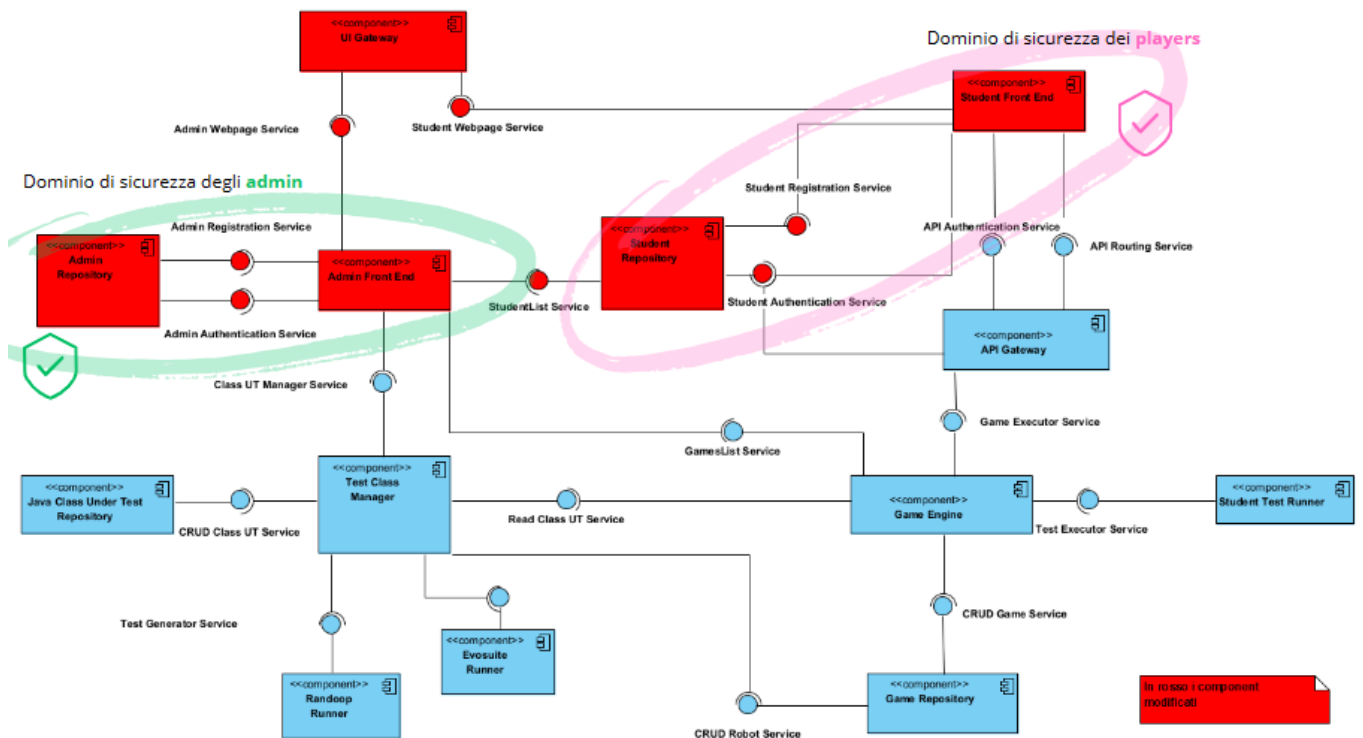 <<component>>
UI Gateway
Dominio di sicurezza dei players
<<component>>
Student Front End
Admin Webpage Service
Student Webpage Service
Dominio di sicurezza degli admin
Student Registration Service
Admin Registration Service
<<component>>
Admin
Repository
<<component>>
Admin Front End
<<component>>
Student
Repository
API Authentication Service
API Routing Service
StudentList Service
Student Authentication Service
Admin Authentication Service
<<component>>
API Gateway
Class UT Manager Service
Game Executor Service
GamesList Service
<<component>>
Test Class
Manager
<<component>>
Java Class Under Test
Repository
<<component>>
Game Engine
<<component>>
Student Test Runner
CRUD Class UT Service
Read Class UT Service
Test Executor Service
Test Generator Service
CRUD Game Service
<<component>>
Evosuite
Runner
<<component>>
Randoop
Runner
<<component>>
Game Repository
In rosso i component
modificati
CRUD Robot Service